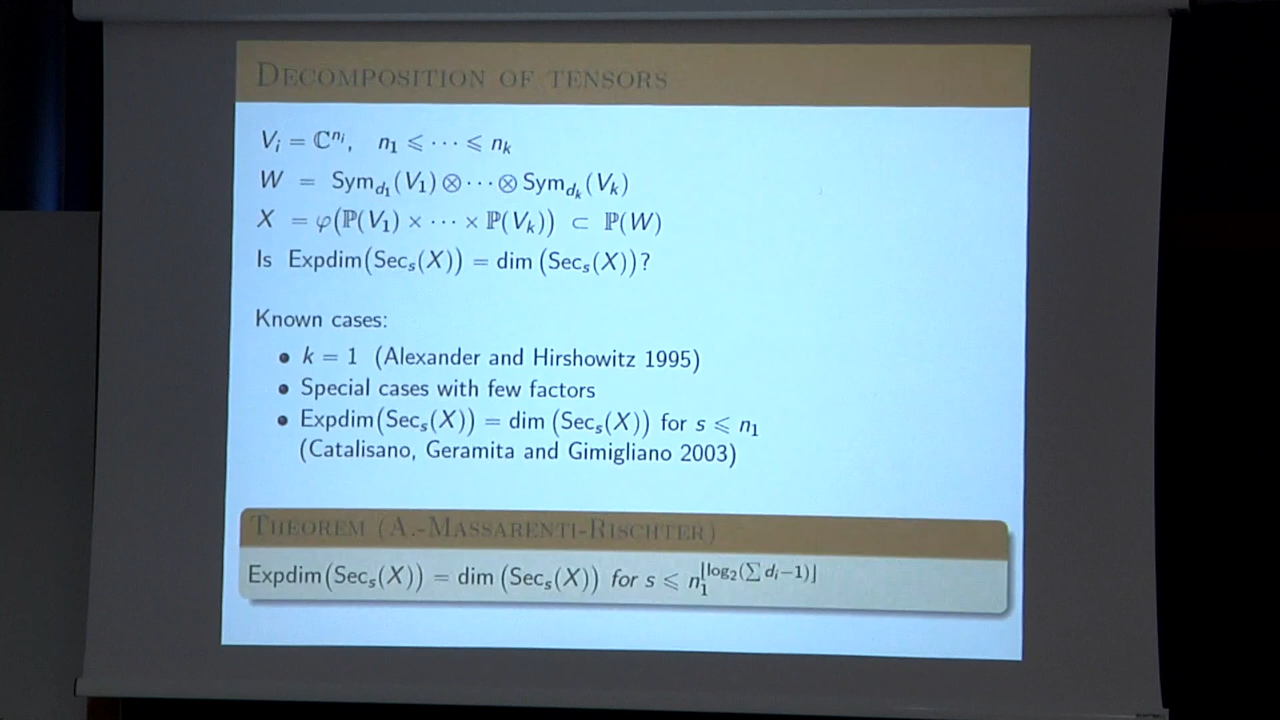 DECOMPOSITION OF TENSORS
V_i = ℂ^{n_i}, n_1 ⩽ ··· ⩽ n_k
W = Sym_{d_1}(V_1) ⊗ ··· ⊗ Sym_{d_k}(V_k)
X = φ(ℙ(V_1) × ··· × ℙ(V_k)) ⊂ ℙ(W)
Is Expdim(Sec_s(X)) = dim (Sec_s(X))?
Known cases:
• k = 1 (Alexander and Hirshowitz 1995)
• Special cases with few factors
• Expdim(Sec_s(X)) = dim (Sec_s(X)) for s ⩽ n_1
(Catalisano, Geramita and Gimigliano 2003)
THEOREM (A.-MASSARENTI-RISCHTER)
Expdim(Sec_s(X)) = dim (Sec_s(X)) for s ⩽ n_1^{⌊log_2(∑ d_i−1)⌋}